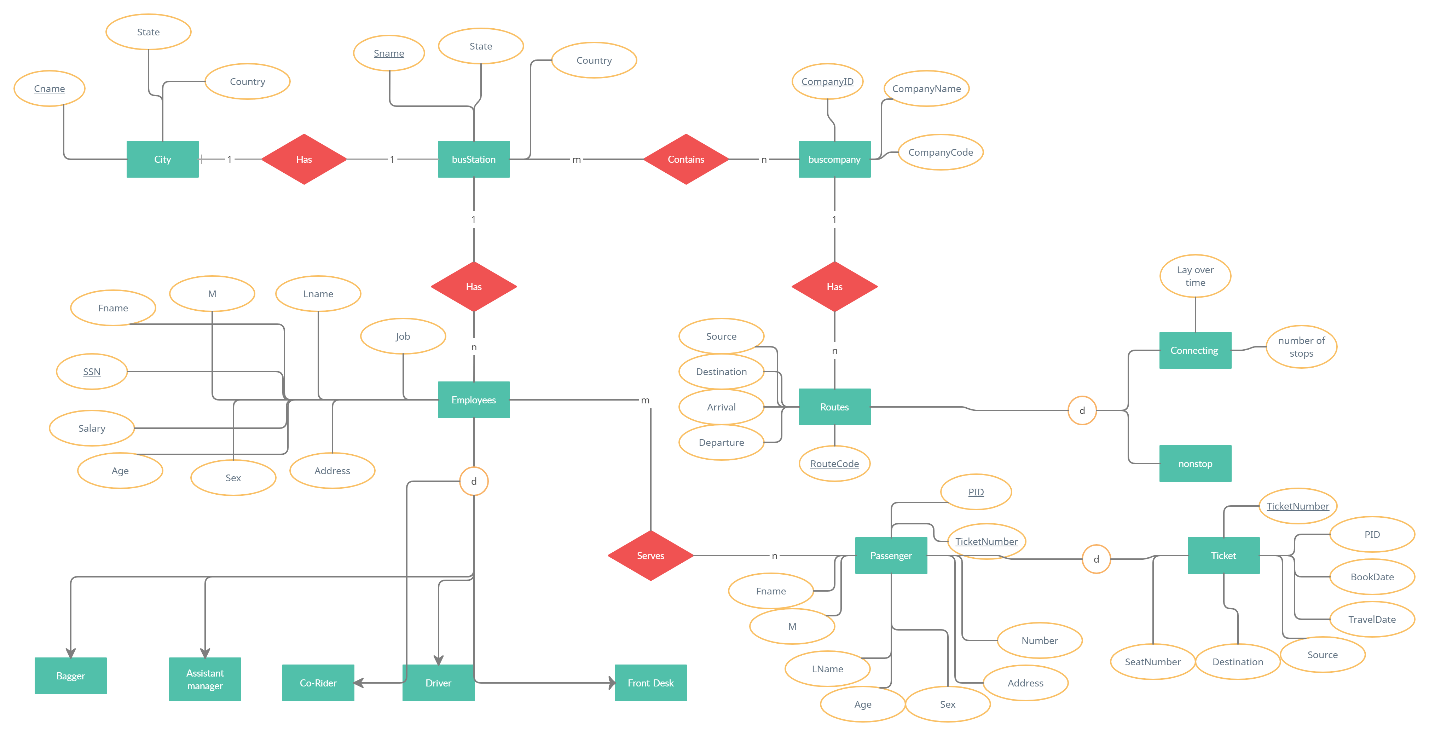 State
Sname
State
Country
Cname
Country
CompanyID
CompanyName
CompanyCode
City
1
Has
1
busStation
m
Contains
n
buscompany
1
1
Has
Has
Lay over
time
Fname
M
Lname
Job
n
n
Source
Connecting
number of
stops
SSN
Destination
Employees
m
Arrival
Routes
d
Salary
Departure
Age
Sex
Address
RouteCode
nonstop
d
PID
TicketNumber
TicketNumber
PID
Serves
n
Passenger
d
Ticket
BookDate
Fname
M
TravelDate
Number
LName
SeatNumber
Destination
Source
Bagger
Assistant
manager
Co-Rider
Driver
Front Desk
Address
Age
Sex